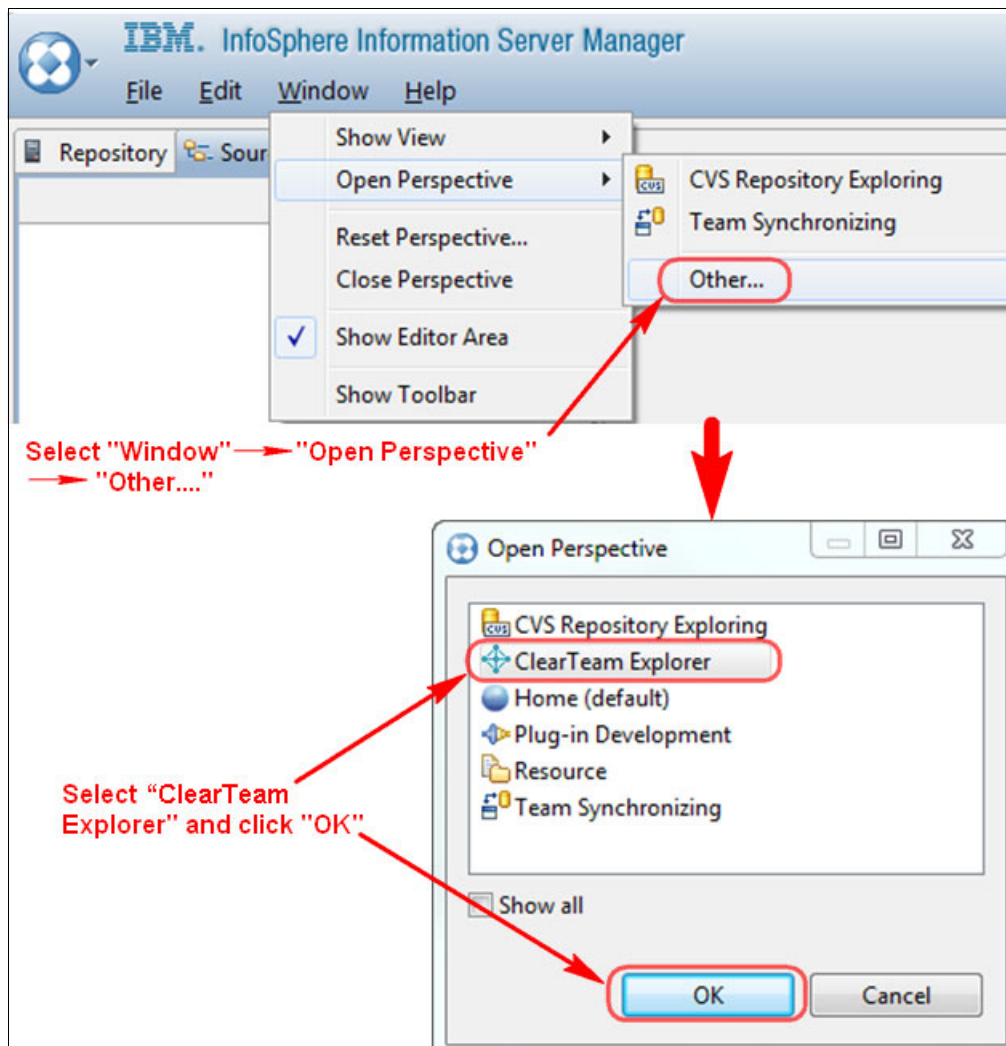 IBM. InfoSphere Information Server Manager
File Edit Window Help
Repository Sour
Show View
Open Perspective
Reset Perspective...
Close Perspective
Show Editor Area
Show Toolbar
CVS Repository Exploring
Team Synchronizing
Other...
Select "Window" → "Open Perspective"
→ "Other...."
Open Perspective
CVS Repository Exploring
ClearTeam Explorer
Home (default)
Plug-in Development
Resource
Team Synchronizing
Select “ClearTeam
Explorer" and click "OK"
Show all
OK Cancel